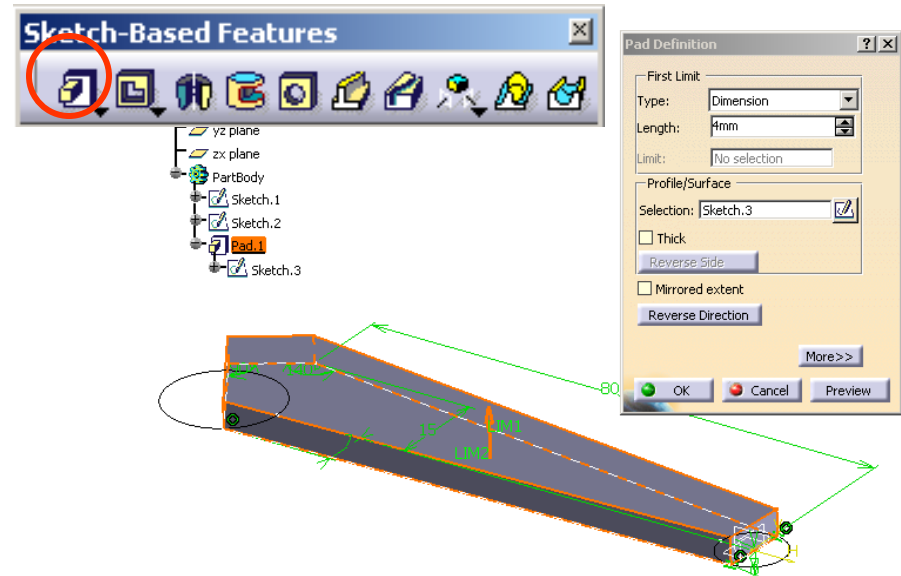 Sketch-Based Features
yz plane
zx plane
PartBody
Sketch.1
Sketch.2
Pad.1
Sketch.3
Pad Definition
First Limit
Type: Dimension
Length: 4mm
Limit: No selection
Profile/Surface
Selection: Sketch.3
Thick
Reverse Side
Mirrored extent
Reverse Direction
More>>
OK Cancel Preview
80
15
LIM2
H